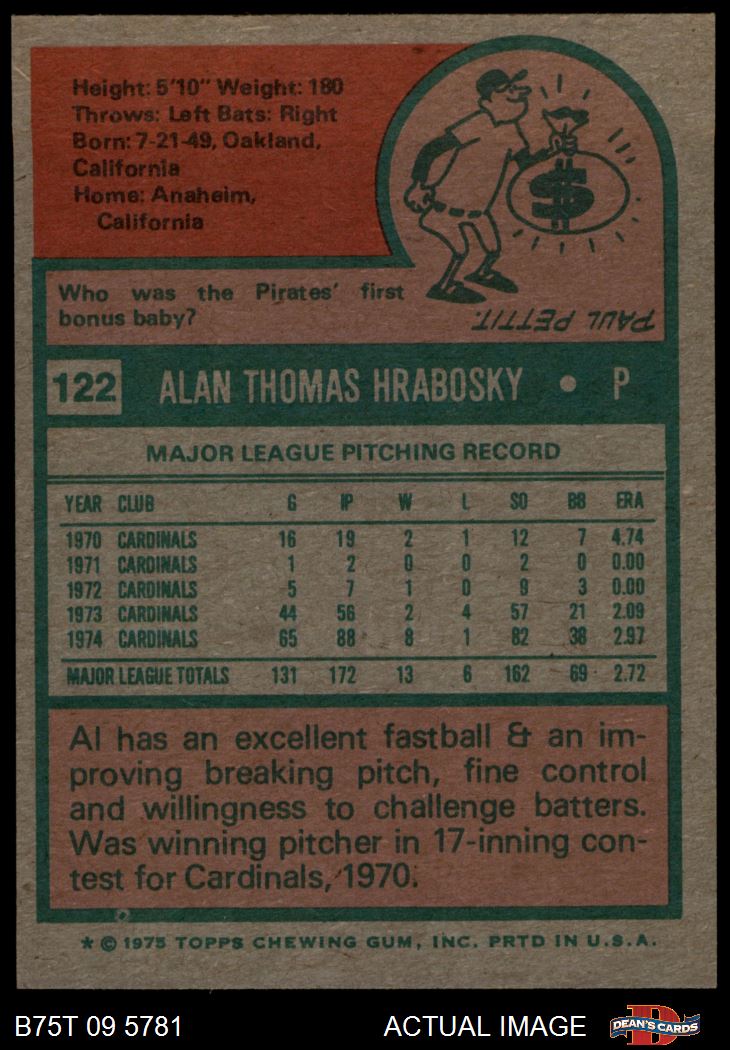 Height: 5'10" Weight: 180
Throws: Left Bats: Right
Born: 7-21-49, Oakland,
California
Home: Anaheim,
California
$
Who was the Pirates' first
bonus baby?
PAUL PETTIT.
122 ALAN THOMAS HRABOSKY • P
MAJOR LEAGUE PITCHING RECORD
YEAR CLUB G IP W L SO BB ERA
1970 CARDINALS 16 19 2 1 12 7 4.74
1971 CARDINALS 1 2 0 0 2 0 0.00
1972 CARDINALS 5 7 1 0 9 3 0.00
1973 CARDINALS 44 56 2 4 57 21 2.09
1974 CARDINALS 65 88 8 1 82 38 2.97
MAJOR LEAGUE TOTALS 131 172 13 6 162 69 2.72
Al has an excellent fastball & an im-
proving breaking pitch, fine control
and willingness to challenge batters.
Was winning pitcher in 17-inning con-
test for Cardinals, 1970.
* © 1975 TOPPS CHEWING GUM, INC. PRTD IN U.S.A.
B75T 09 5781 ACTUAL IMAGE D DEAN'S CARDS